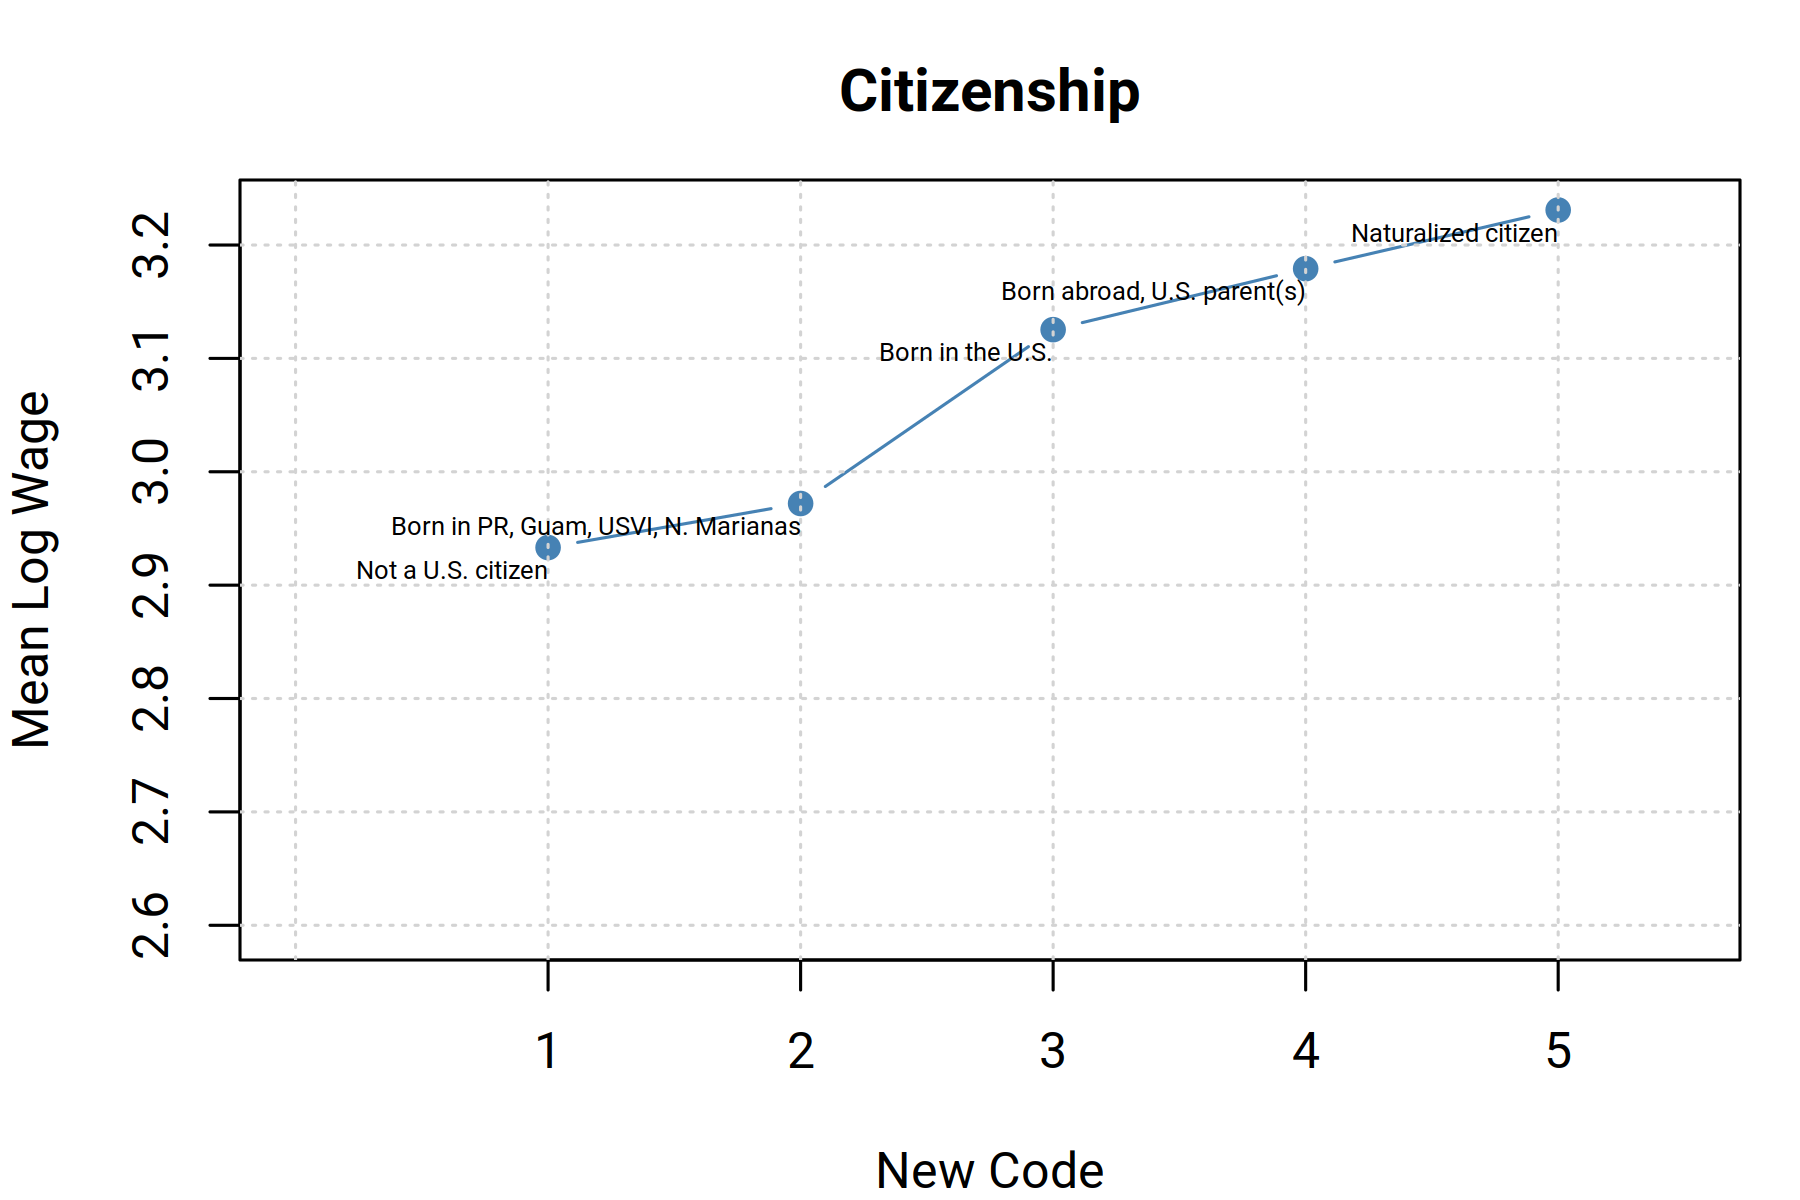 Citizenship
Mean Log Wage
3.2
3.1
3.0
2.9
2.8
2.7
2.6
Naturalized citizen
Born abroad, U.S. parent(s)
Born in the U.S.
Born in PR, Guam, USVI, N. Marianas
Not a U.S. citizen
1 2 3 4 5
New Code